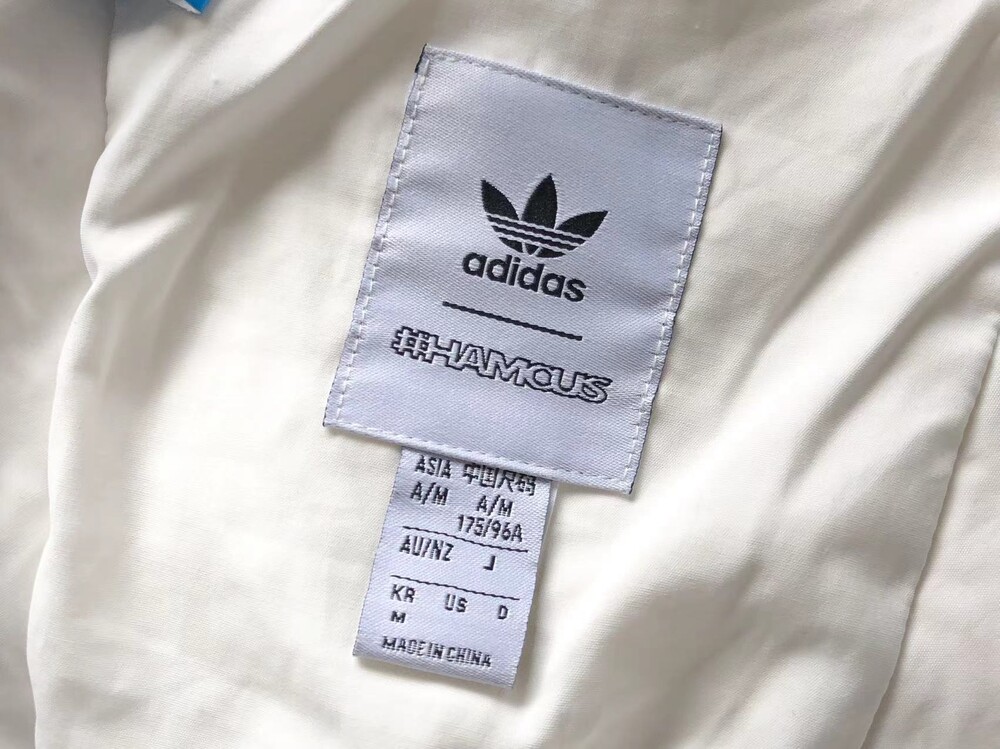 adidas
#HAMCUS
ASIA 中国尺码
A/M A/M
175/96A
AU/NZ J
KR US D
M
MADE IN CHINA